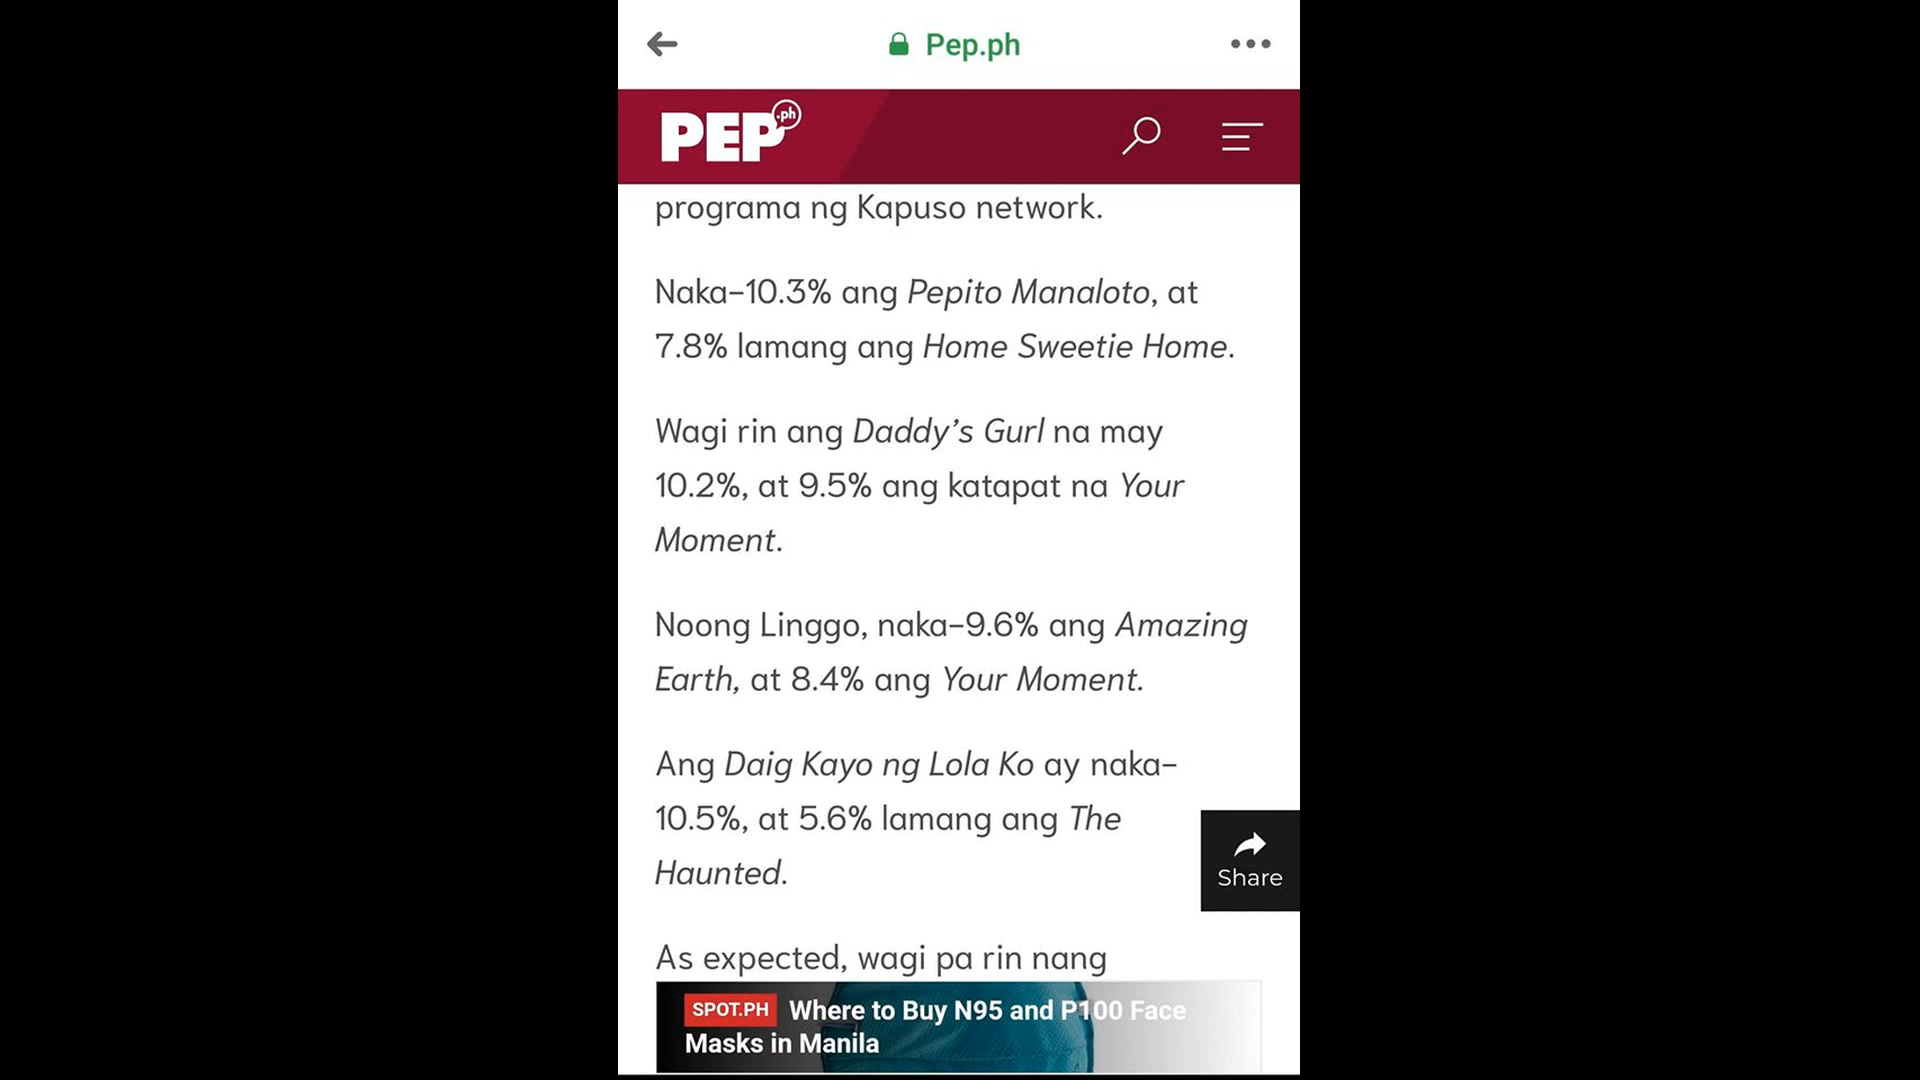 Pep.ph
PEP.ph
programa ng Kapuso network.
Naka-10.3% ang Pepito Manaloto, at
7.8% lamang ang Home Sweetie Home.
Wagi rin ang Daddy’s Gurl na may
10.2%, at 9.5% ang katapat na Your
Moment.
Noong Linggo, naka-9.6% ang Amazing
Earth, at 8.4% ang Your Moment.
Ang Daig Kayo ng Lola Ko ay naka-
10.5%, at 5.6% lamang ang The
Haunted.
Share
As expected, wagi pa rin nang
SPOT.PH Where to Buy N95 and P100 Face
Masks in Manila